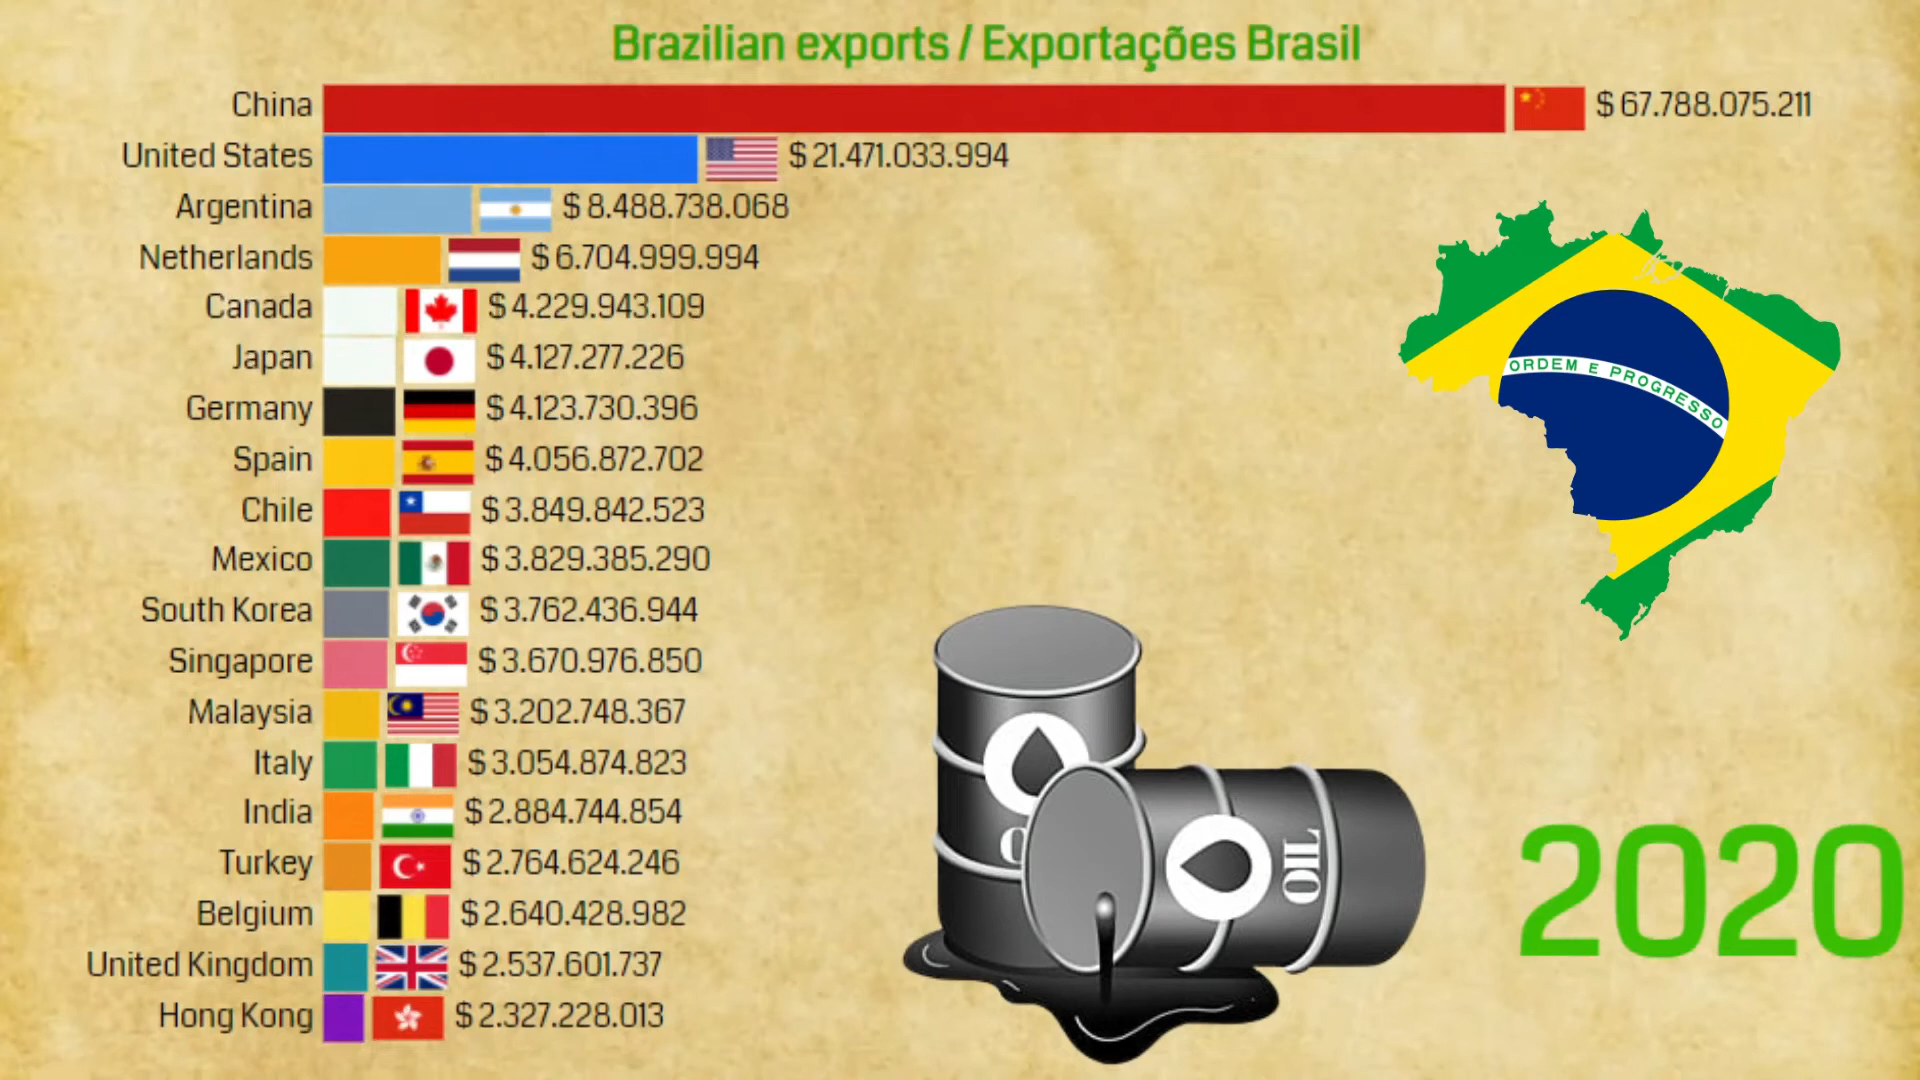 Brazilian exports / Exportações Brasil
China $ 67.788.075.211
United States $ 21.471.033.994
Argentina $ 8.488.738.068
Netherlands $ 6.704.999.994
Canada $ 4.229.943.109
Japan $ 4.127.277.226
Germany $ 4.123.730.396
Spain $ 4.056.872.702
Chile $ 3.849.842.523
Mexico $ 3.829.385.290
South Korea $ 3.762.436.944
Singapore $ 3.670.976.850
Malaysia $ 3.202.748.367
Italy $ 3.054.874.823
India $ 2.884.744.854
Turkey $ 2.764.624.246
Belgium $ 2.640.428.982
United Kingdom $ 2.537.601.737
Hong Kong $ 2.327.228.013
ORDEM E PROGRESSO
OIL
2020